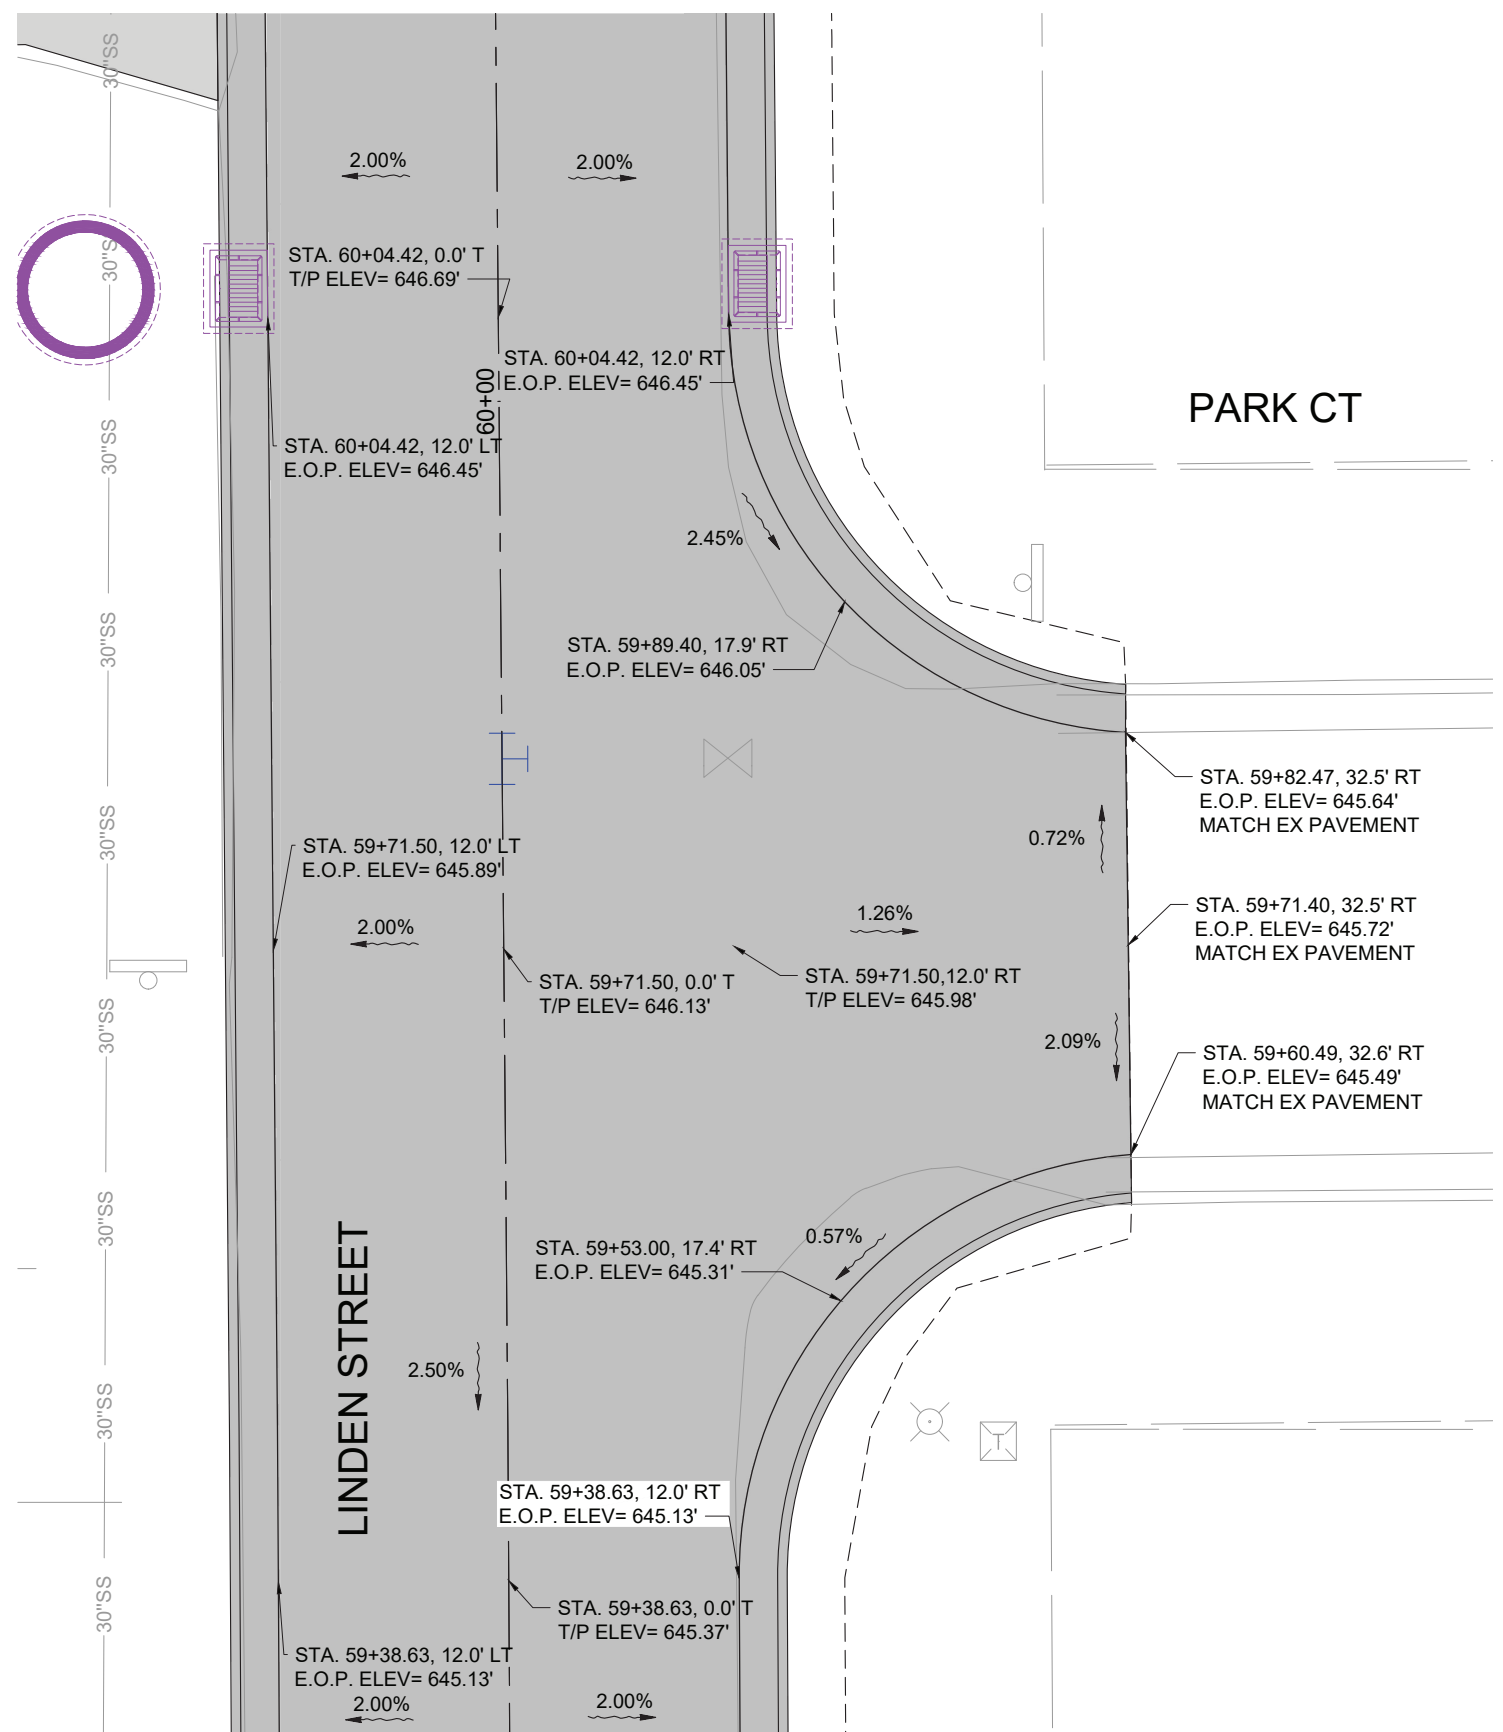 30"SS
2.00%
2.00%
30"S
STA. 60+04.42, 0.0' T
T/P ELEV= 646.69'
STA. 60+04.42, 12.0' RT
E.O.P. ELEV= 646.45'
60+00
PARK CT
STA. 60+04.42, 12.0' LT
E.O.P. ELEV= 646.45'
30"SS
2.45%
30"SS
STA. 59+89.40, 17.9' RT
E.O.P. ELEV= 646.05'
STA. 59+82.47, 32.5' RT
E.O.P. ELEV= 645.64'
MATCH EX PAVEMENT
30"SS
0.72%
STA. 59+71.50, 12.0' LT
E.O.P. ELEV= 645.89'
2.00%
1.26%
STA. 59+71.40, 32.5' RT
E.O.P. ELEV= 645.72'
MATCH EX PAVEMENT
STA. 59+71.50, 0.0' T
T/P ELEV= 646.13'
STA. 59+71.50,12.0' RT
T/P ELEV= 645.98'
30"SS
2.09%
STA. 59+60.49, 32.6' RT
E.O.P. ELEV= 645.49'
MATCH EX PAVEMENT
30"SS
0.57%
STA. 59+53.00, 17.4' RT
E.O.P. ELEV= 645.31'
LINDEN STREET
2.50%
30"SS
T
STA. 59+38.63, 12.0' RT
E.O.P. ELEV= 645.13'
30"SS
STA. 59+38.63, 0.0' T
T/P ELEV= 645.37'
STA. 59+38.63, 12.0' LT
E.O.P. ELEV= 645.13'
2.00%
2.00%